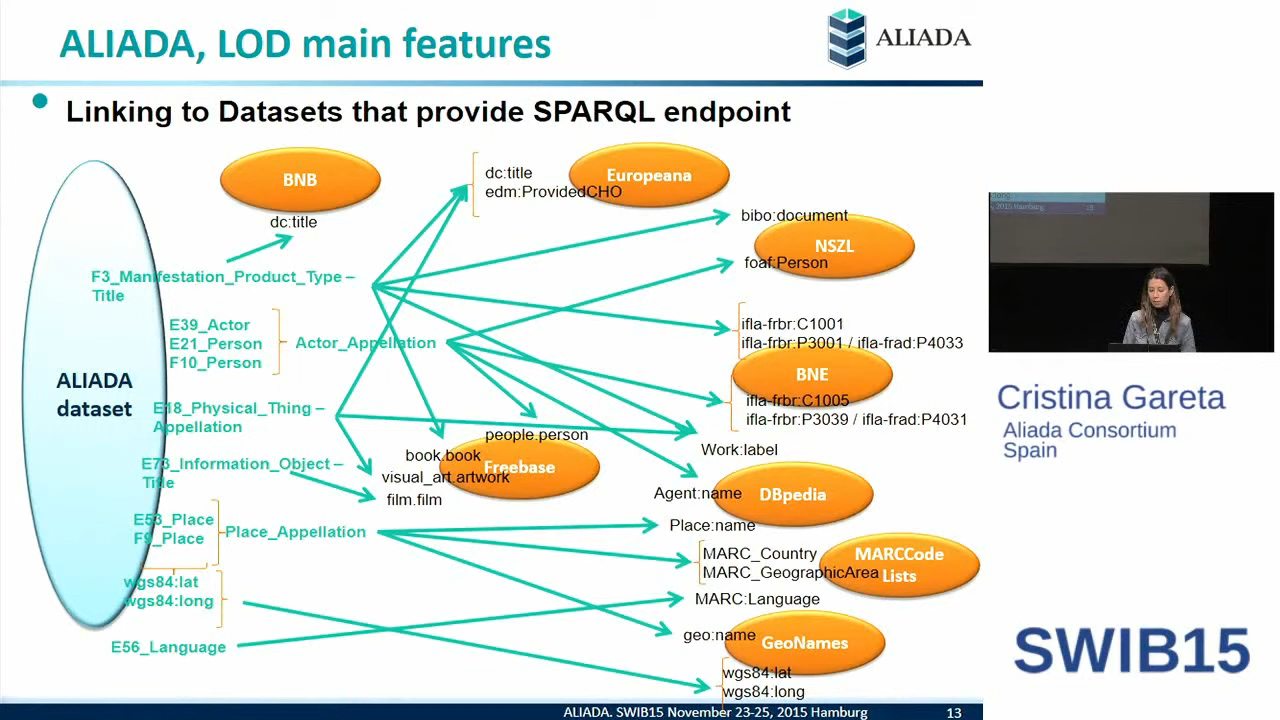 ALIADA, LOD main features
ALIADA
Linking to Datasets that provide SPARQL endpoint
BNB
dc:title
dc:title
edm:ProvidedCHO
Europeana
bibo:document
NSZL
foaf:Person
F3_Manifestation_Product_Type –
Title
E39_Actor
E21_Person
F10_Person
Actor_Appellation
ifla-frbr:C1001
ifla-frbr:P3001 / ifla-frad:P4033
BNE
ifla-frbr:C1005
ifla-frbr:P3039 / ifla-frad:P4031
ALIADA
dataset
E18_Physical_Thing –
Appellation
people.person
book.book
Freebase
visual_art.artwork
film.film
Work:label
Agent:name
DBpedia
E73_Information_Object –
Title
E53_Place
F9_Place
Place_Appellation
Place:name
MARC_Country
MARC_GeographicArea
MARCCode
Lists
wgs84:lat
wgs84:long
MARC:Language
E56_Language
geo:name
GeoNames
wgs84:lat
wgs84:long
ALIADA. SWIB15 November 23-25, 2015 Hamburg
13
long
2015 Hamburg
13
Cristina Gareta
Aliada Consortium
Spain
SWIB15